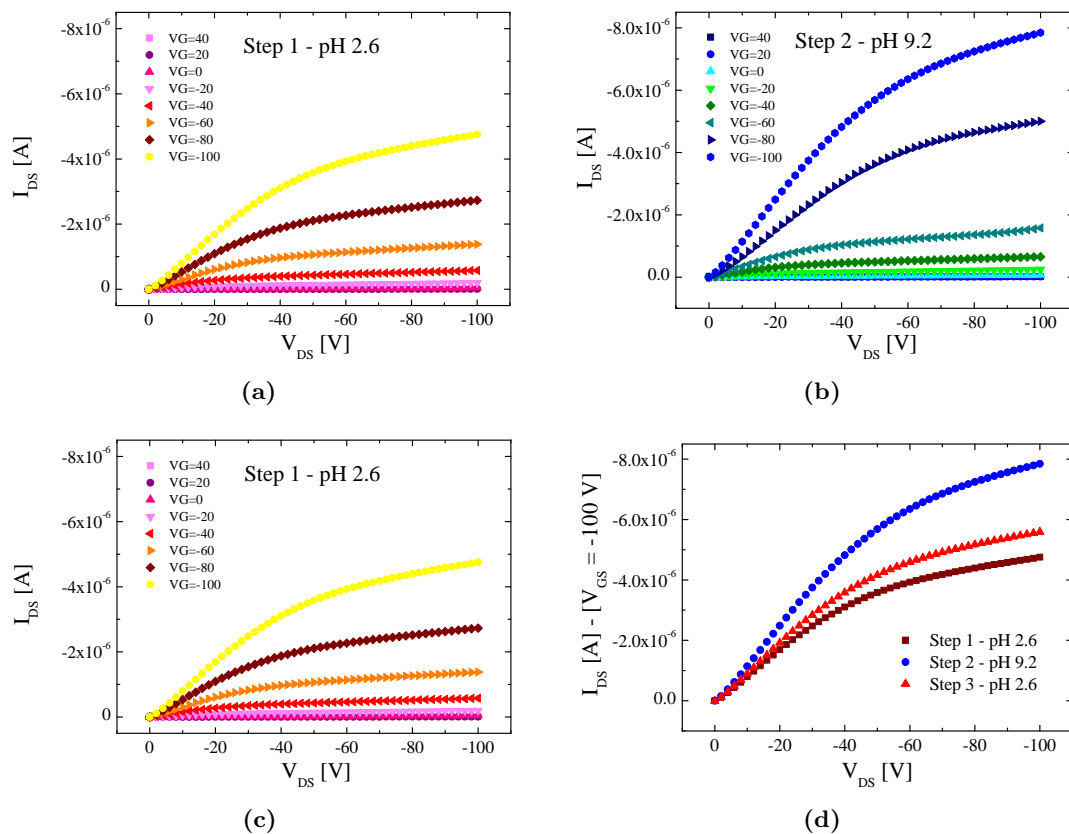 -8x10⁻⁶
-6x10⁻⁶
-4x10⁻⁶
-2x10⁻⁶
0
I_DS [A]
VG=40
VG=20
VG=0
VG=-20
VG=-40
VG=-60
VG=-80
VG=-100
Step 1 - pH 2.6
0 -20 -40 -60 -80 -100
V_DS [V]
(a)
-8.0x10⁻⁶
-6.0x10⁻⁶
-4.0x10⁻⁶
-2.0x10⁻⁶
0.0
I_DS [A]
VG=40
VG=20
VG=0
VG=-20
VG=-40
VG=-60
VG=-80
VG=-100
Step 2 - pH 9.2
0 -20 -40 -60 -80 -100
V_DS [V]
(b)
-8x10⁻⁶
-6x10⁻⁶
-4x10⁻⁶
-2x10⁻⁶
0
I_DS [A]
VG=40
VG=20
VG=0
VG=-20
VG=-40
VG=-60
VG=-80
VG=-100
Step 1 - pH 2.6
0 -20 -40 -60 -80 -100
V_DS [V]
(c)
-8.0x10⁻⁶
-6.0x10⁻⁶
-4.0x10⁻⁶
-2.0x10⁻⁶
0.0
I_DS [A] - [V_GS = -100 V]
Step 1 - pH 2.6
Step 2 - pH 9.2
Step 3 - pH 2.6
0 -20 -40 -60 -80 -100
V_DS [V]
(d)